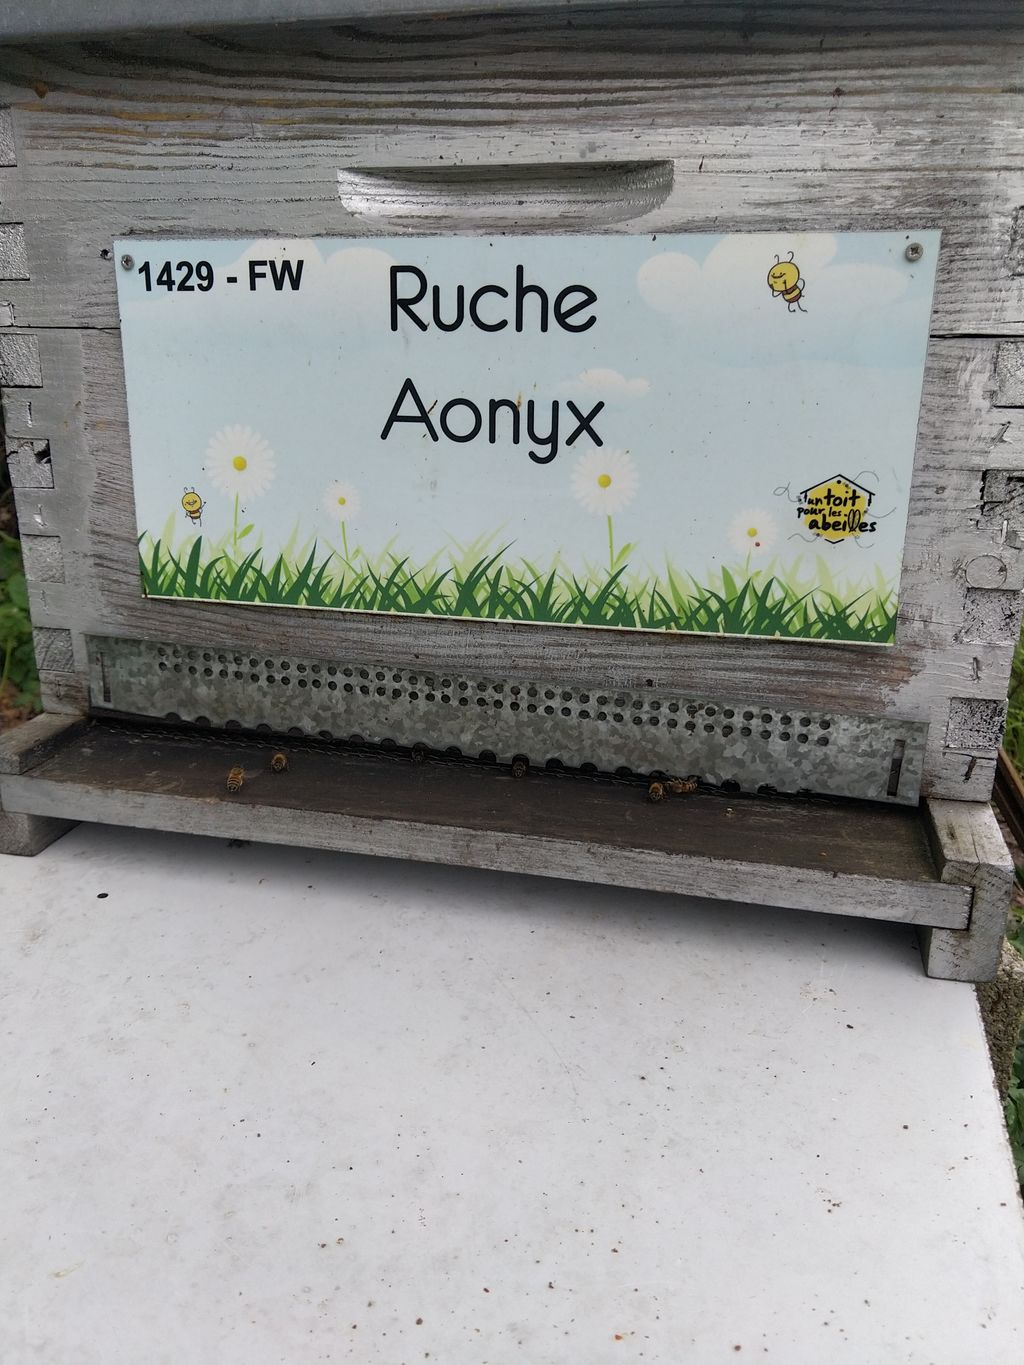 1429 - FW
Ruche
Aonyx
un toit
pour les
abeilles